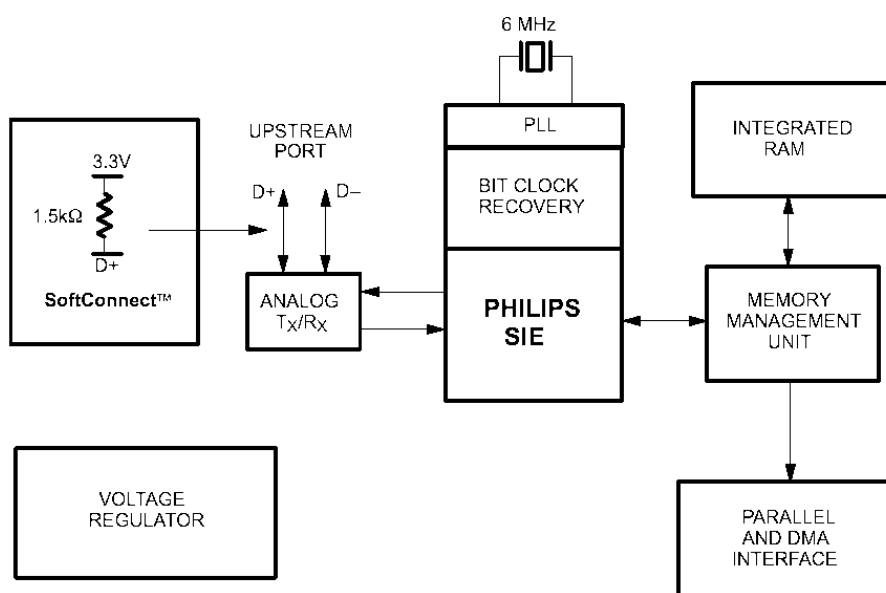 6 MHz
PLL
BIT CLOCK
RECOVERY
PHILIPS
SIE
3.3V
1.5kΩ
D+
SoftConnect™
UPSTREAM
PORT
D+
D–
ANALOG
TX/RX
INTEGRATED
RAM
MEMORY
MANAGEMENT
UNIT
VOLTAGE
REGULATOR
PARALLEL
AND DMA
INTERFACE